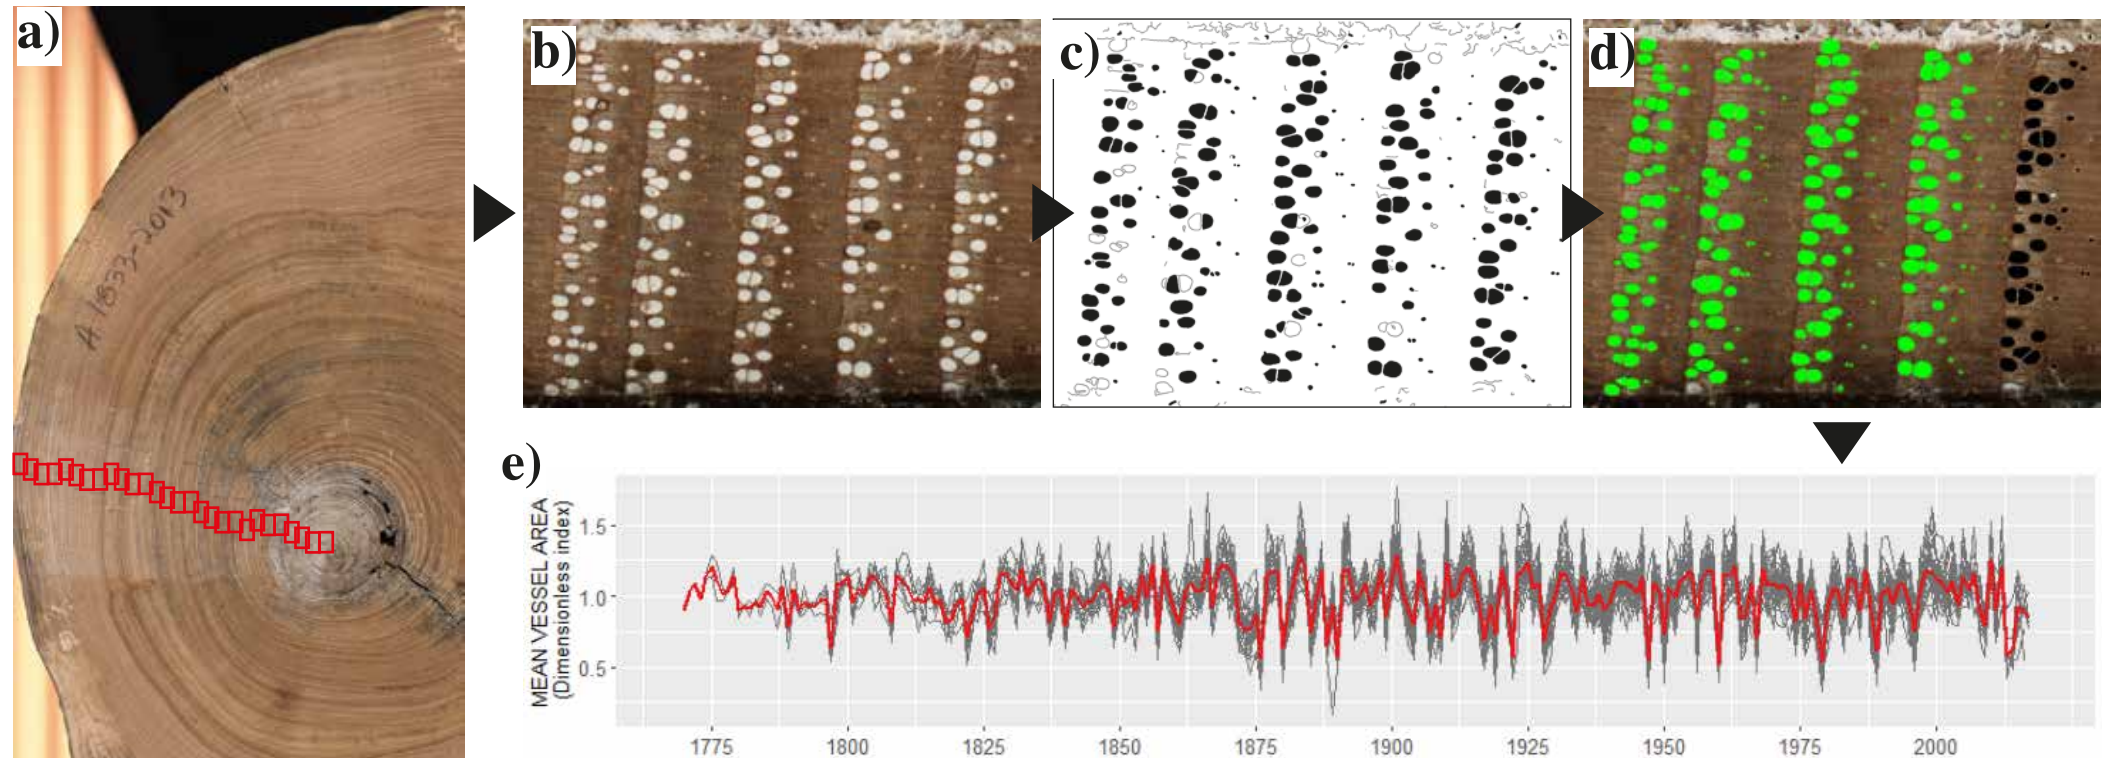 a)
A 1833-2013
b)
c)
d)
e)
MEAN VESSEL AREA
(Dimensionless index)
1.5
1.0
0.5
1775 1800 1825 1850 1875 1900 1925 1950 1975 2000